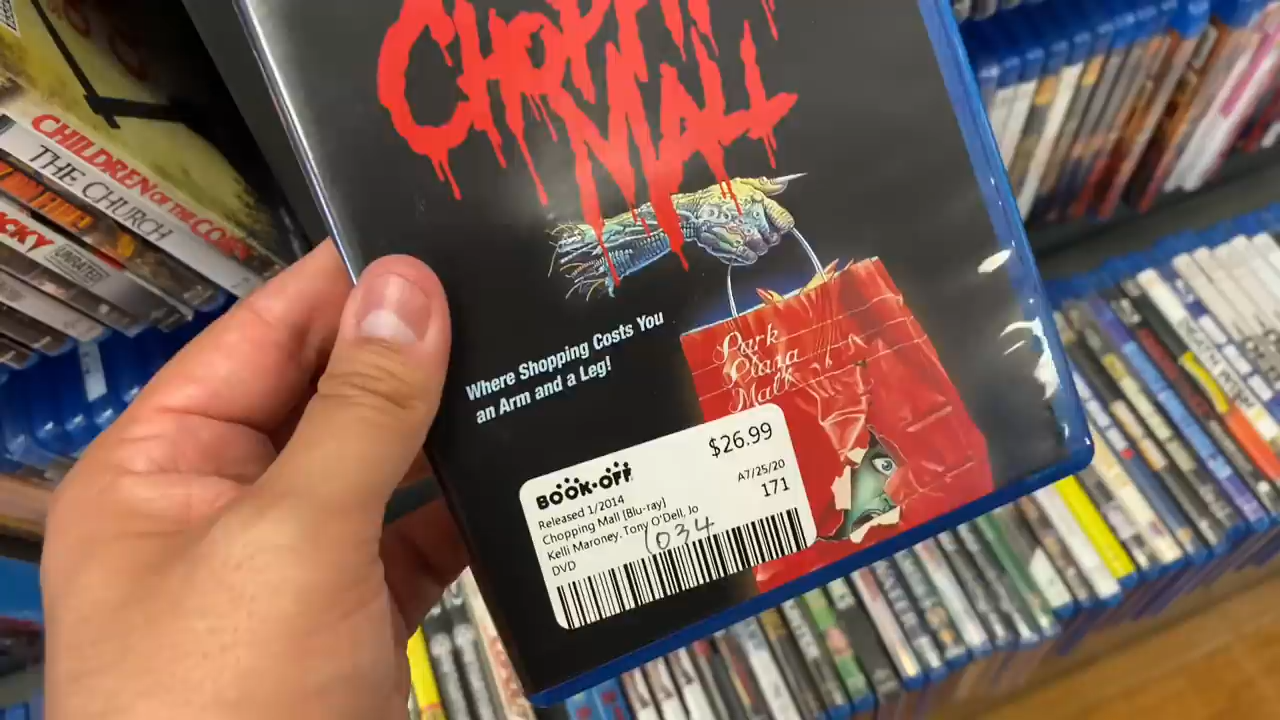 CHOPPING
MALL
Where Shopping Costs You
an Arm and a Leg!
Park
Plaza
Mall
$26.99
BOOK-OFF
A7/25/20
171
Released 1/2014
Chopping Mall [Blu-ray]
Kelli Maroney, Tony O'Dell, Jo
DVD
1034
CHILDREN OF THE CORN
THE CHURCH
UNRATED